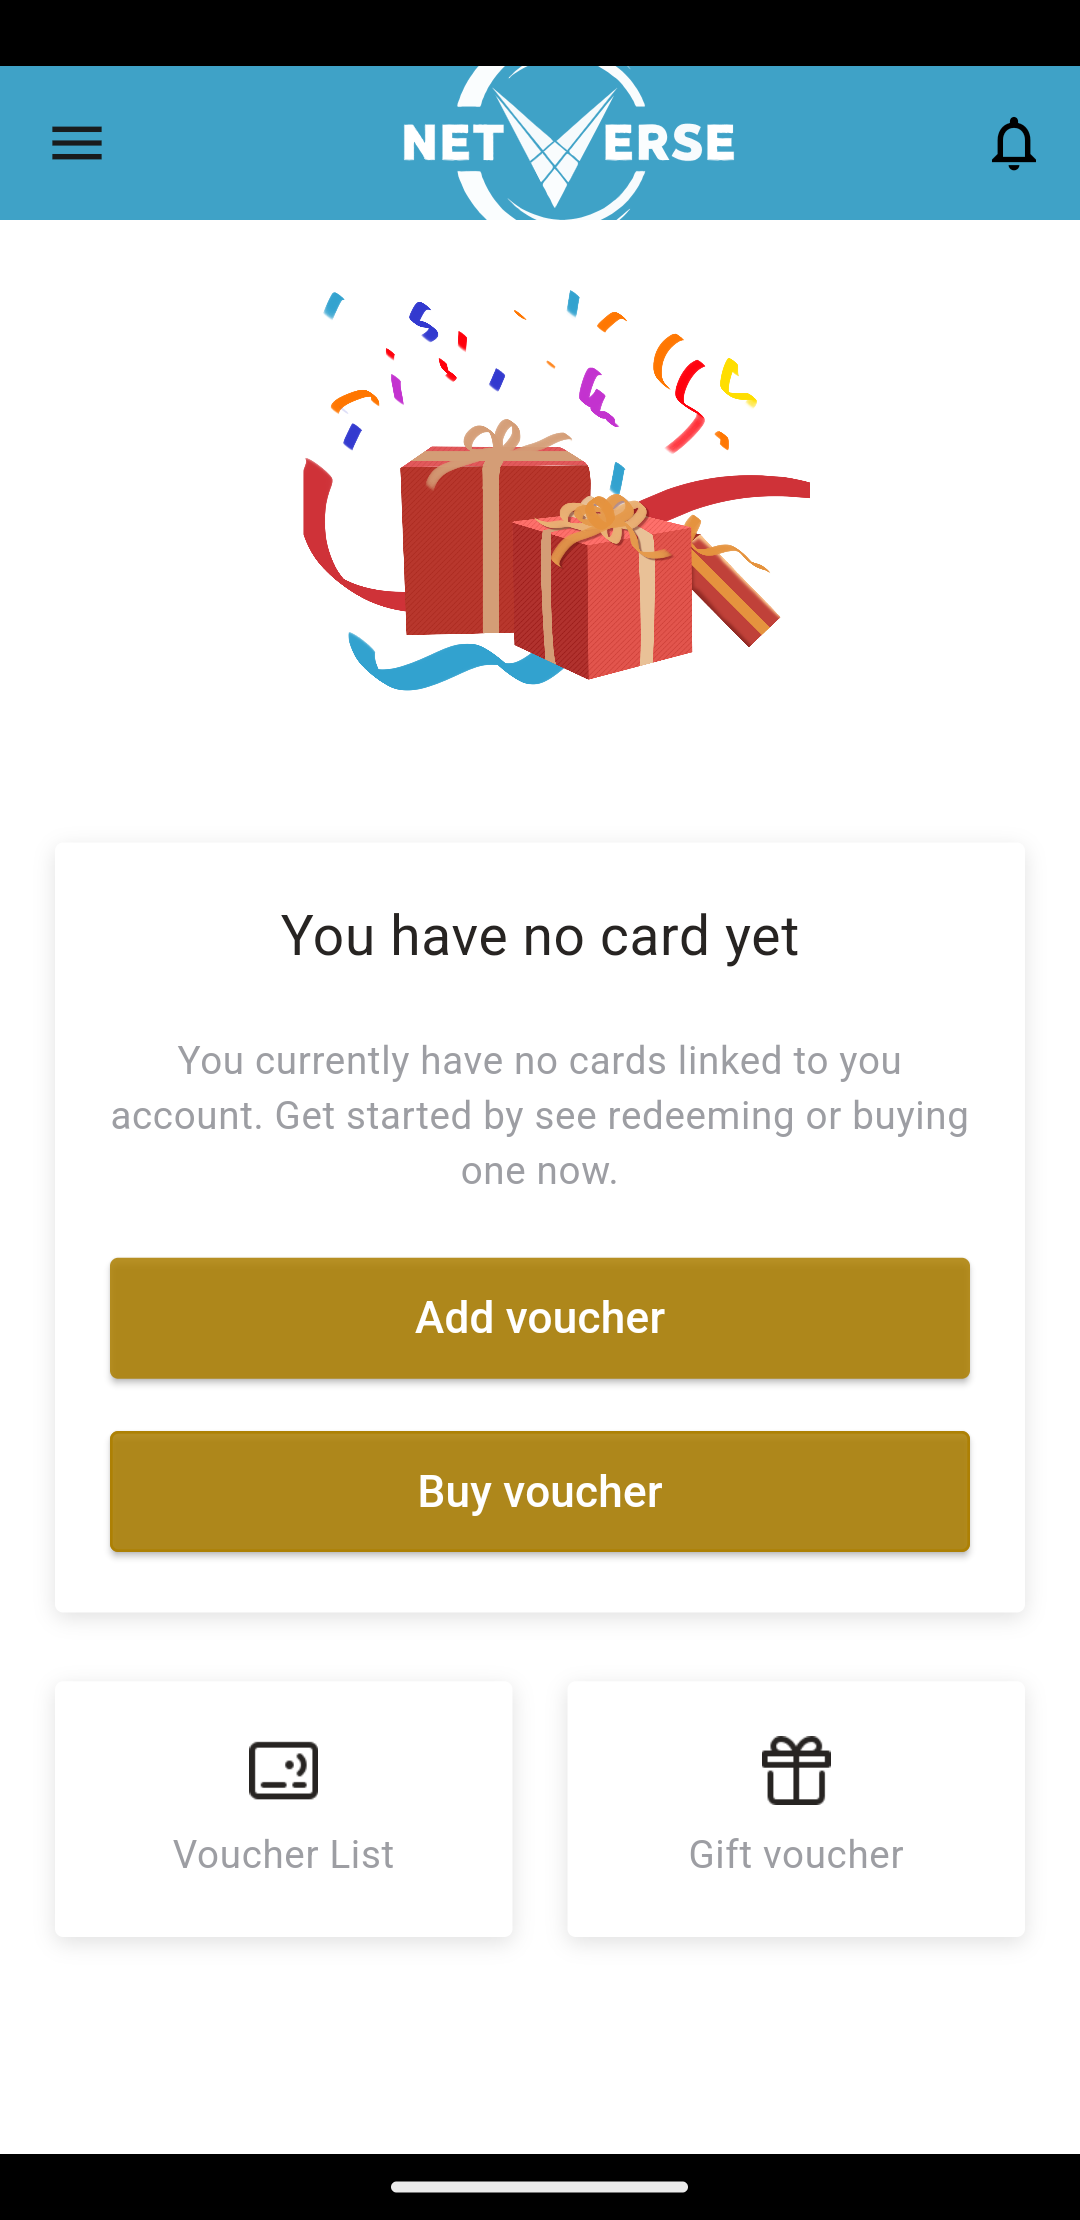 NETVERSE
You have no card yet
You currently have no cards linked to you
account. Get started by see redeeming or buying
one now.
Add voucher
Buy voucher
Voucher List
Gift voucher